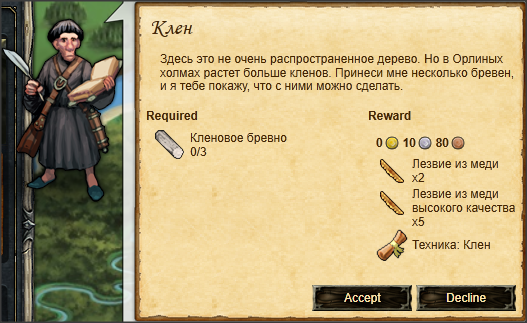 Клен
Здесь это не очень распространенное дерево. Но в Орлиных
холмах растет больше кленов. Принеси мне несколько бревен,
и я тебе покажу, что с ними можно сделать.
Required
Кленовое бревно
0/3
Reward
0 10 80
Лезвие из меди
x2
Лезвие из меди
высокого качества
x5
Техника: Клен
Accept
Decline